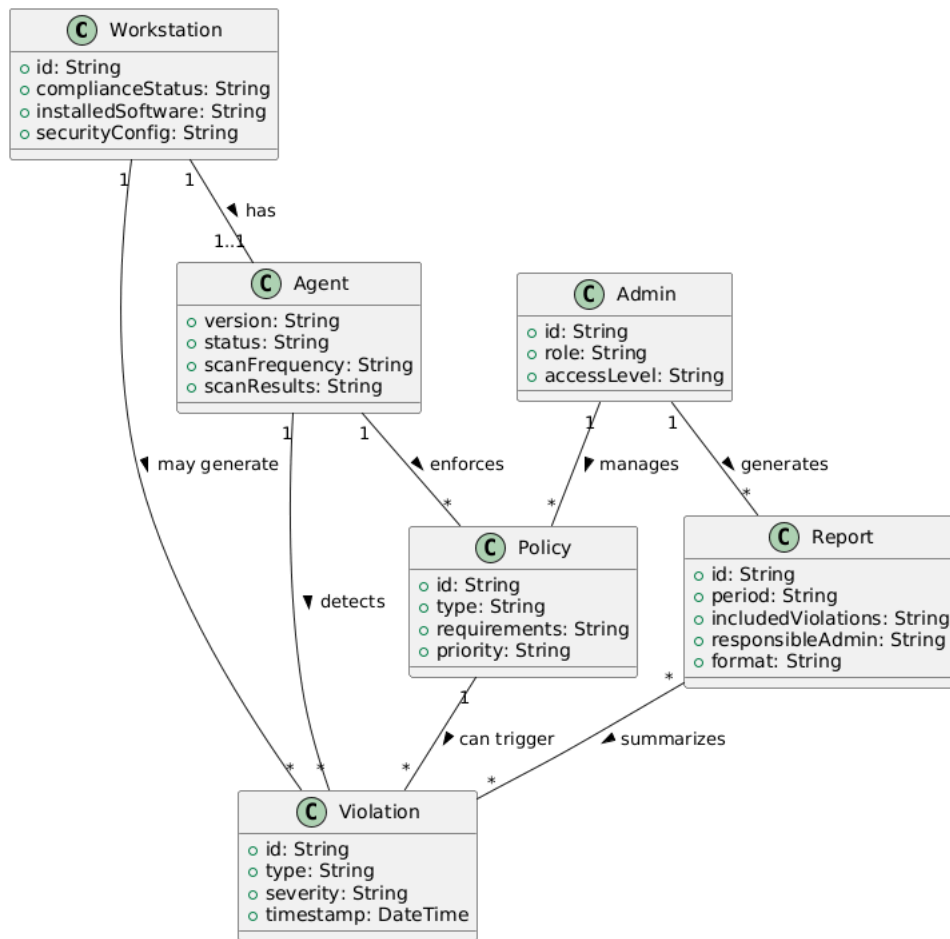 C Workstation
id: String
complianceStatus: String
installedSoftware: String
securityConfig: String
1
1
has
1..1
C Agent
version: String
status: String
scanFrequency: String
scanResults: String
C Admin
id: String
role: String
accessLevel: String
1
1
1
1
may generate
enforces
manages
generates
*
*
*
C Policy
id: String
type: String
requirements: String
priority: String
C Report
id: String
period: String
includedViolations: String
responsibleAdmin: String
format: String
detects
1
*
can trigger
summarizes
*
*
*
*
C Violation
id: String
type: String
severity: String
timestamp: DateTime